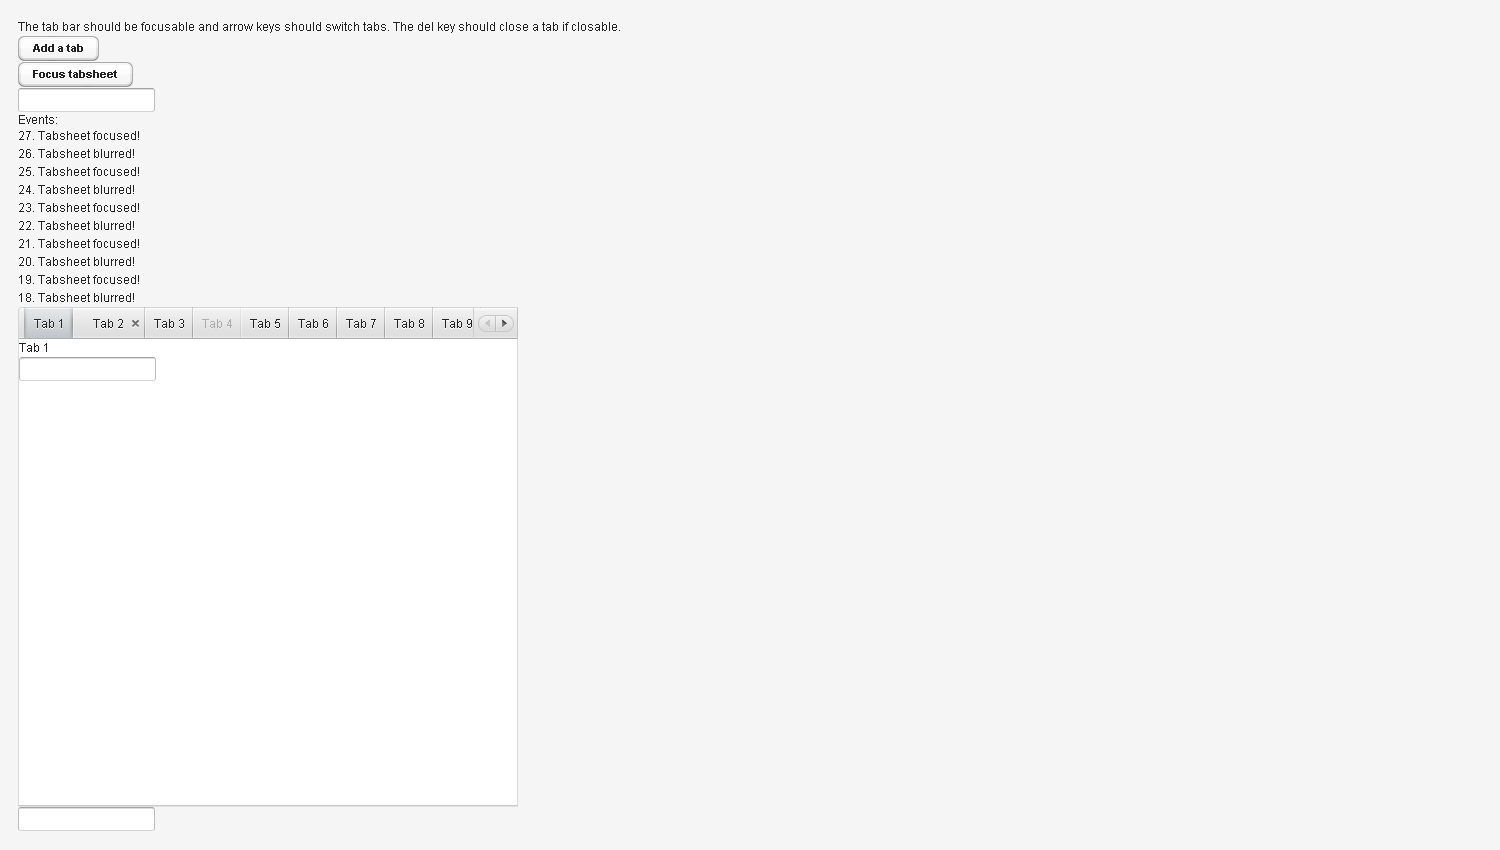 The tab bar should be focusable and arrow keys should switch tabs. The del key should close a tab if closable.
Add a tab
Focus tabsheet
Events:
27. Tabsheet focused!
26. Tabsheet blurred!
25. Tabsheet focused!
24. Tabsheet blurred!
23. Tabsheet focused!
22. Tabsheet blurred!
21. Tabsheet focused!
20. Tabsheet blurred!
19. Tabsheet focused!
18. Tabsheet blurred!
Tab 1 Tab 2 Tab 3 Tab 4 Tab 5 Tab 6 Tab 7 Tab 8 Tab 9
Tab 1